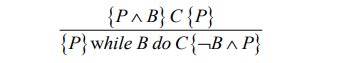 {P ∧ B} C {P}
{P} while B do C{¬B ∧ P}